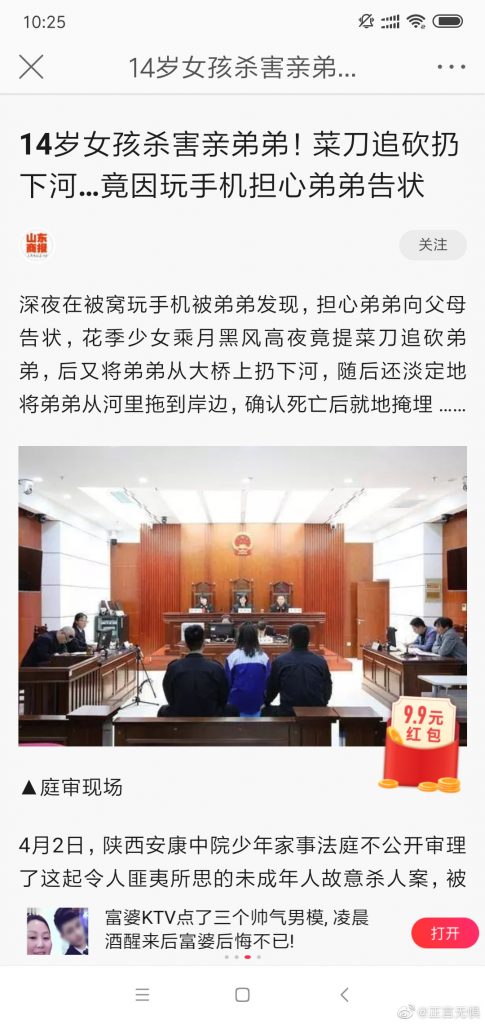 10:25
80
14岁女孩杀害亲弟...
14岁女孩杀害亲弟弟！菜刀追砍扔
下河...竟因玩手机担心弟弟告状
山东
商报
关注
深夜在被窝玩手机被弟弟发现，担心弟弟向父母
告状，花季少女乘月黑风高夜竟提菜刀追砍弟
弟，后又将弟弟从大桥上扔下河，随后还淡定地
将弟弟从河里拖到岸边，确认死亡后就地掩埋 ……
9.9元
红包
▲庭审现场
4月2日，陕西安康中院少年家事法庭不公开审理
了这起令人匪夷所思的未成年人故意杀人案，被
富婆KTV点了三个帅气男模, 凌晨
酒醒来后富婆后悔不已!
打开
@正言无惧